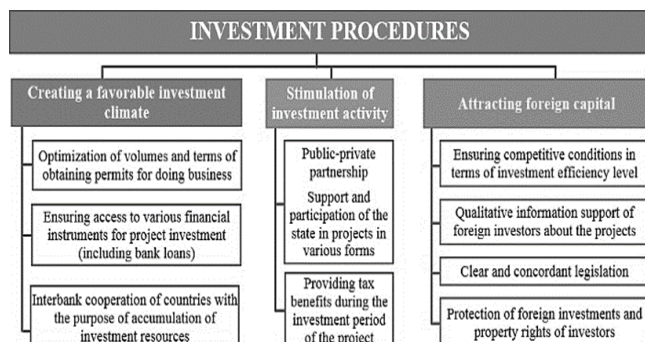 INVESTMENT PROCEDURES
Creating a favorable investment
climate
Optimization of volumes and terms of
obtaining permits for doing business
Ensuring access to various financial
instruments for project investment
(including bank loans)
Interbank cooperation of countries with
the purpose of accumulation of
investment resources
Stimulation of
investment activity
Public-private
partnership
Support and
participation of the
state in projects in
various forms
Providing tax
benefits during the
investment period
of the project
Attracting foreign capital
Ensuring competitive conditions in
terms of investment efficiency level
Qualitative information support of
foreign investors about the projects
Clear and concordant legislation
Protection of foreign investments and
property rights of investors